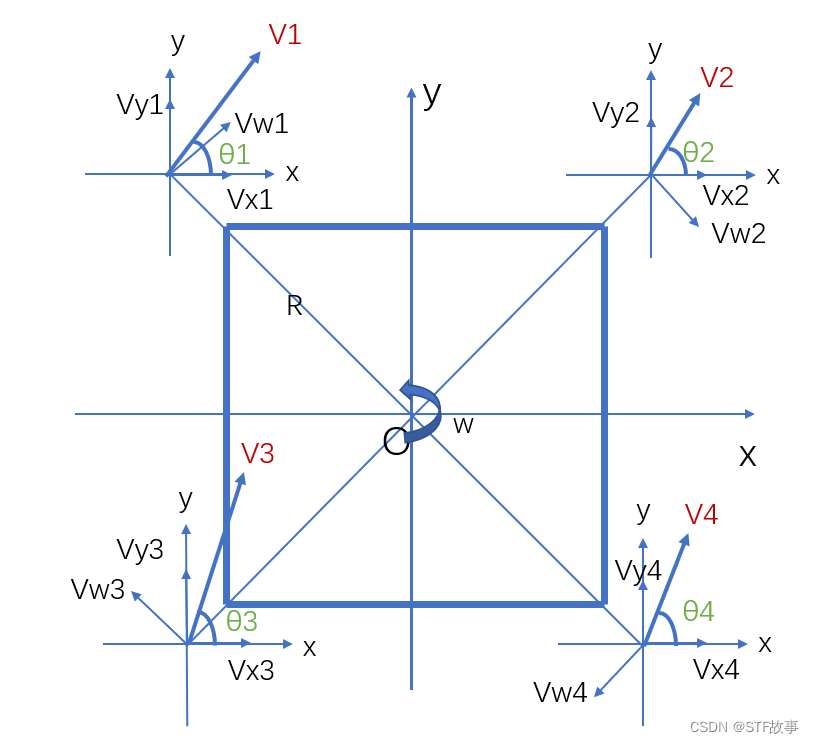 V1
y
Vy1
Vw1
θ1
x
Vx1
y
V2
Vy2
θ2
x
Vx2
Vw2
y
R
w
O
X
V3
y
Vy3
Vw3
θ3
x
Vx3
y
V4
Vy4
θ4
x
Vx4
Vw4
CSDN @STF故事